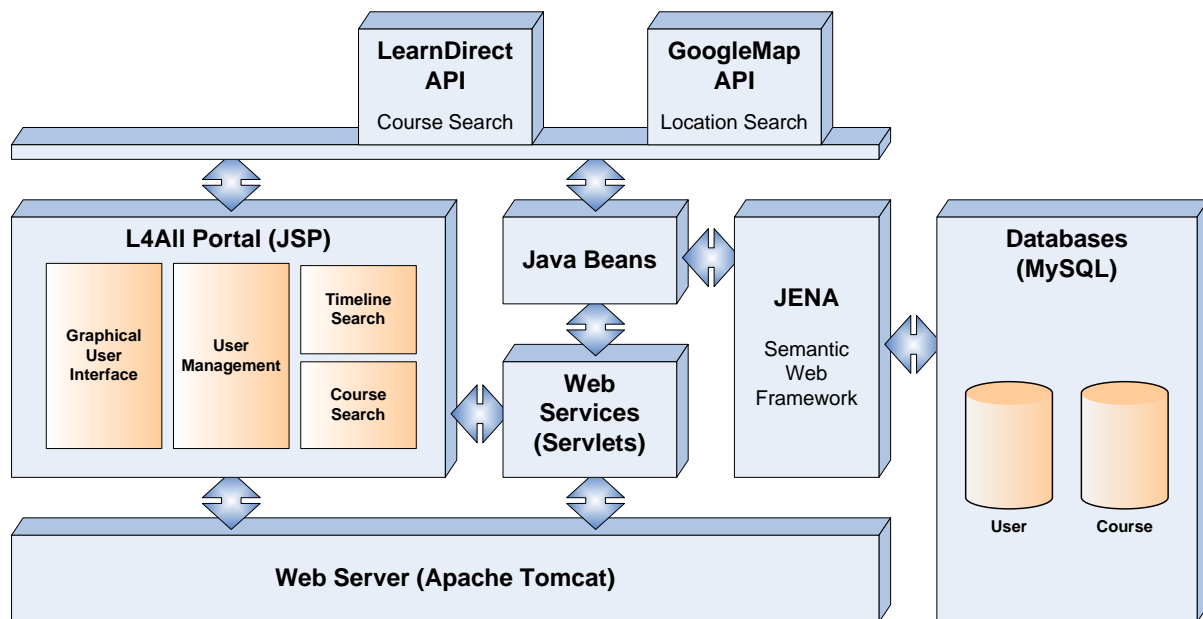 LearnDirect
API
Course Search
GoogleMap
API
Location Search
L4All Portal (JSP)
Graphical
User
Interface
User
Management
Timeline
Search
Course
Search
Java Beans
Web
Services
(Servlets)
JENA
Semantic
Web
Framework
Databases
(MySQL)
User
Course
Web Server (Apache Tomcat)